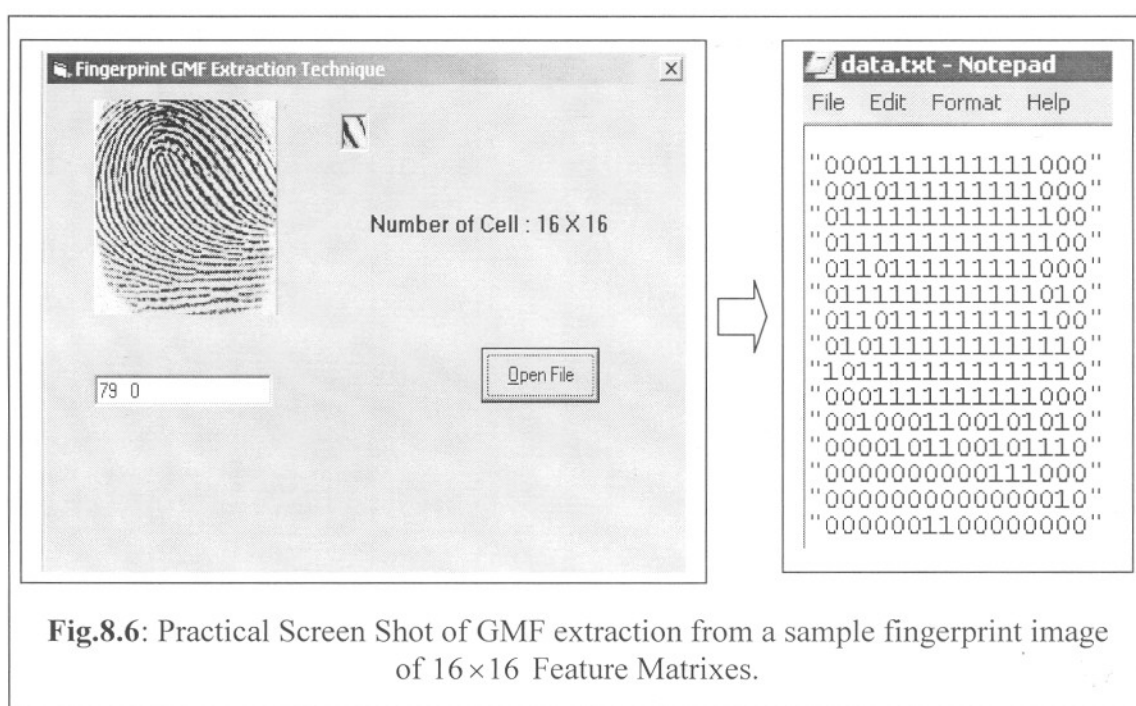 Fingerprint GMF Extraction Technique
Number of Cell : 16 X 16
79 0
Open File
data.txt - Notepad
File Edit Format Help
"0001111111111000"
"0010111111111000"
"0111111111111100"
"0111111111111100"
"0110111111111000"
"0111111111111010"
"0110111111111100"
"0101111111111110"
"1011111111111110"
"0001111111111000"
"0010001100101010"
"0000101100101110"
"0000000000111000"
"0000000000000010"
"0000001100000000"
Fig.8.6: Practical Screen Shot of GMF extraction from a sample fingerprint image
of 16×16 Feature Matrixes.